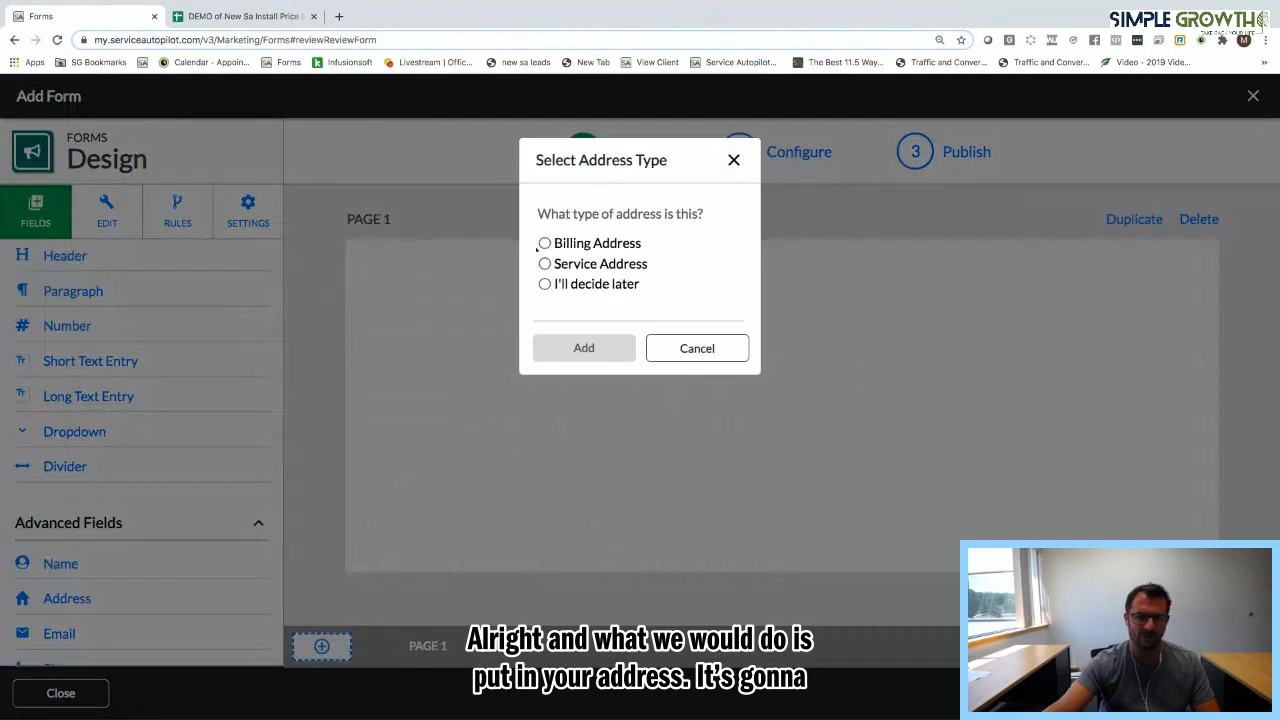 Forms
DEMO of New Sa Install Price
SIMPLE GROWTH
TAKE BACK YOUR LIFE
my.serviceautopilot.com/v3/Marketing/Forms#reviewReviewForm
Apps
SG Bookmarks
Calendar - Appoin...
Forms
Infusionsoft
Livestream | Offic...
new sa leads
New Tab
View Client
Service Autopilot...
The Best 11.5 Way...
Traffic and Conver...
Traffic and Conver...
Video - 2019 Vide...
Add Form
FORMS
Design
Configure
3
Publish
FIELDS
EDIT
RULES
SETTINGS
PAGE 1
Duplicate
Delete
Header
Paragraph
Number
Short Text Entry
Long Text Entry
Dropdown
Divider
Advanced Fields
Name
Address
Email
Select Address Type
What type of address is this?
Billing Address
Service Address
I'll decide later
Add
Cancel
PAGE 1
Close
Alright and what we would do is
put in your address. It's gonna